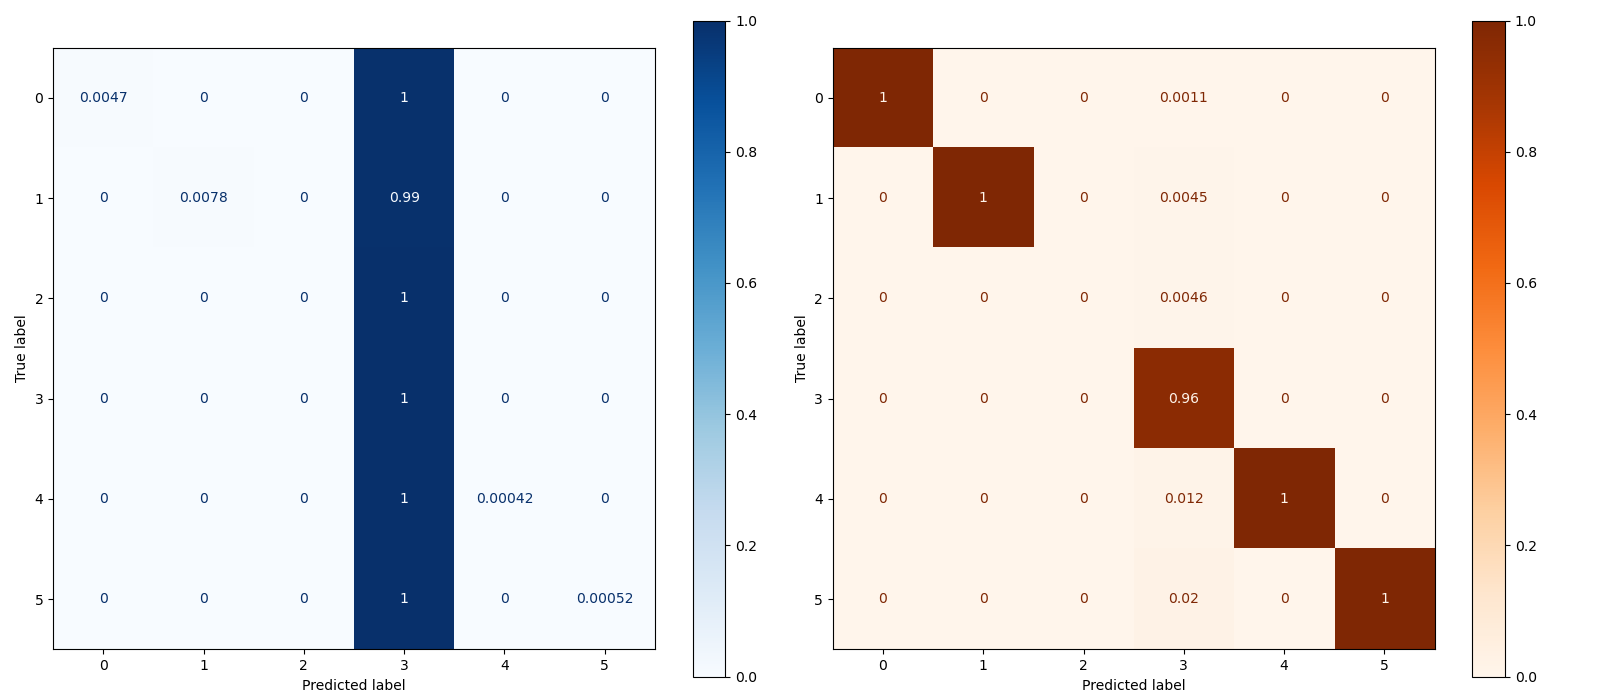 1.0
0.8
0.6
0.4
0.2
0.0
True label
0 0.0047 0 0 1 0 0
1 0 0.0078 0 0.99 0 0
2 0 0 0 1 0 0
3 0 0 0 1 0 0
4 0 0 0 1 0.00042 0
5 0 0 0 1 0 0.00052
0 1 2 3 4 5
Predicted label
1.0
0.8
0.6
0.4
0.2
0.0
True label
0 1 0 0 0.0011 0 0
1 0 1 0 0.0045 0 0
2 0 0 0 0.0046 0 0
3 0 0 0 0.96 0 0
4 0 0 0 0.012 1 0
5 0 0 0 0.02 0 1
0 1 2 3 4 5
Predicted label